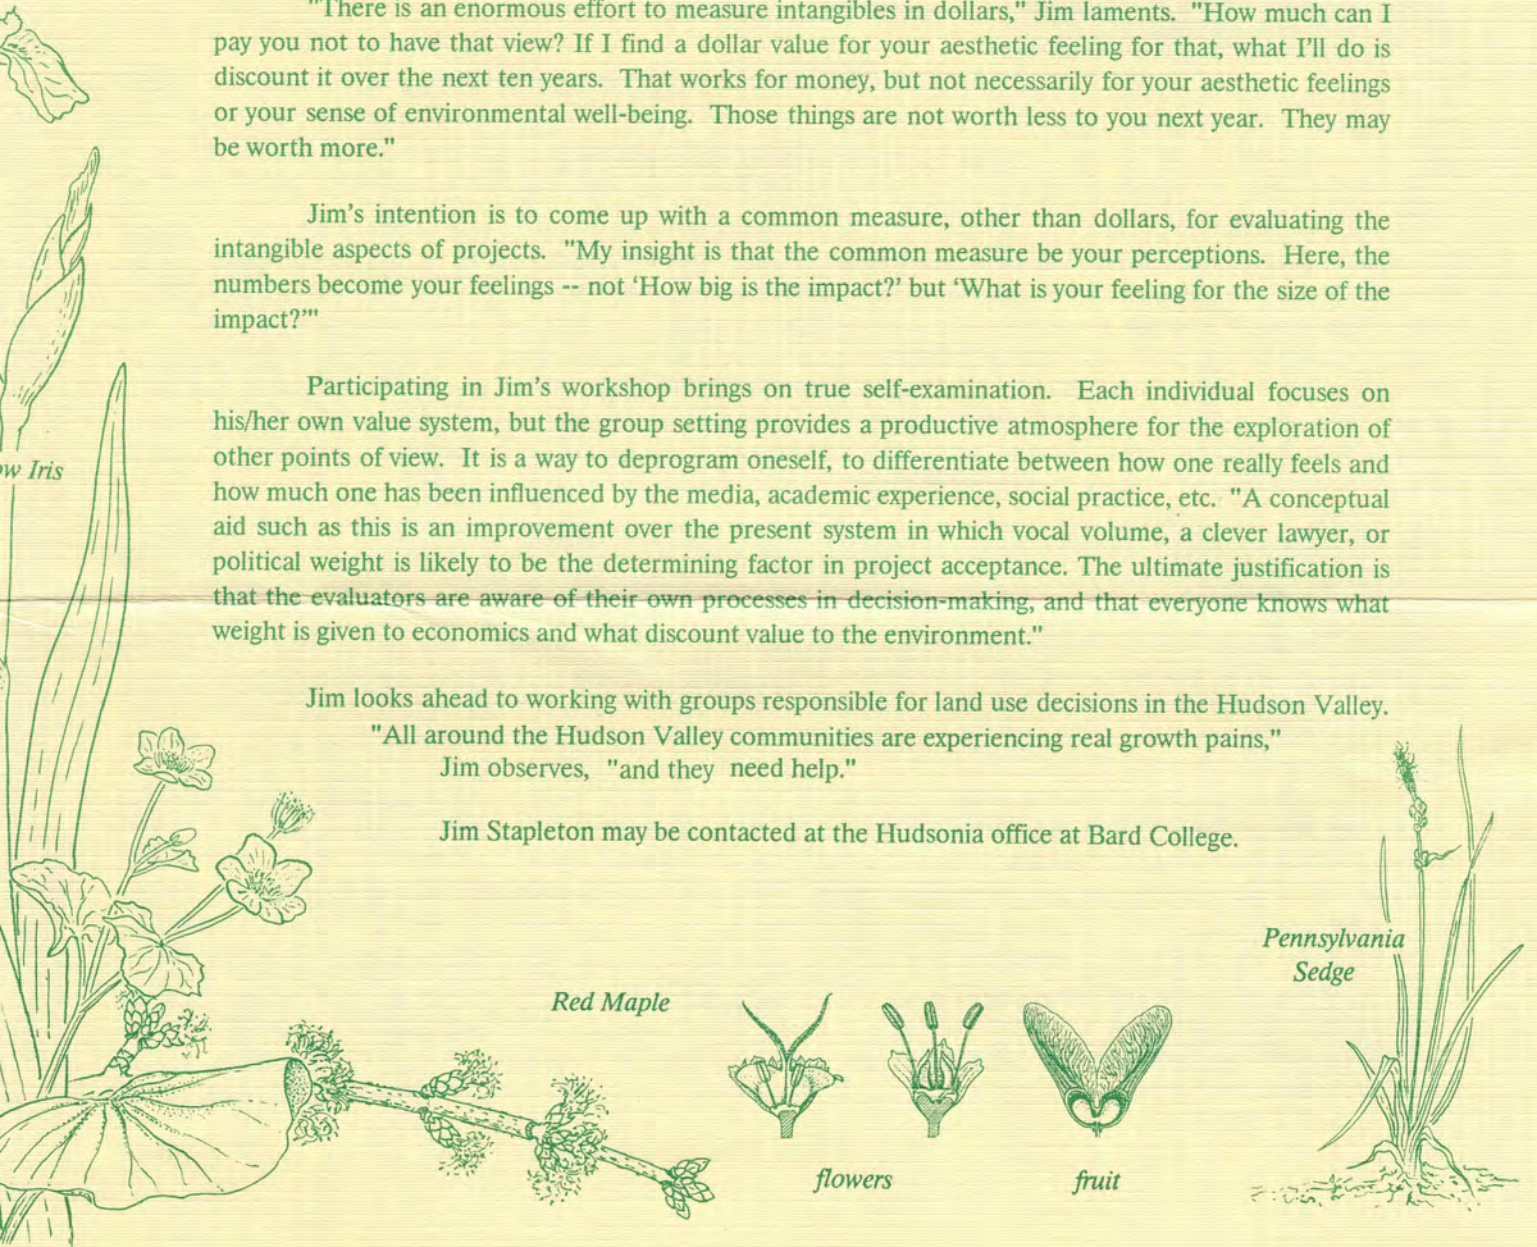 "There is an enormous effort to measure intangibles in dollars," Jim laments. "How much can I
pay you not to have that view? If I find a dollar value for your aesthetic feeling for that, what I'll do is
discount it over the next ten years. That works for money, but not necessarily for your aesthetic feelings
or your sense of environmental well-being. Those things are not worth less to you next year. They may
be worth more."
Jim's intention is to come up with a common measure, other than dollars, for evaluating the
intangible aspects of projects. "My insight is that the common measure be your perceptions. Here, the
numbers become your feelings -- not ‘How big is the impact?’ but ‘What is your feeling for the size of the
impact?’"
Participating in Jim's workshop brings on true self-examination. Each individual focuses on
his/her own value system, but the group setting provides a productive atmosphere for the exploration of
other points of view. It is a way to deprogram oneself, to differentiate between how one really feels and
how much one has been influenced by the media, academic experience, social practice, etc. "A conceptual
aid such as this is an improvement over the present system in which vocal volume, a clever lawyer, or
political weight is likely to be the determining factor in project acceptance. The ultimate justification is
that the evaluators are aware of their own processes in decision-making, and that everyone knows what
weight is given to economics and what discount value to the environment."
Jim looks ahead to working with groups responsible for land use decisions in the Hudson Valley.
"All around the Hudson Valley communities are experiencing real growth pains,"
Jim observes, "and they need help."
Jim Stapleton may be contacted at the Hudsonia office at Bard College.
ow Iris
Pennsylvania
Sedge
Red Maple
flowers
fruit